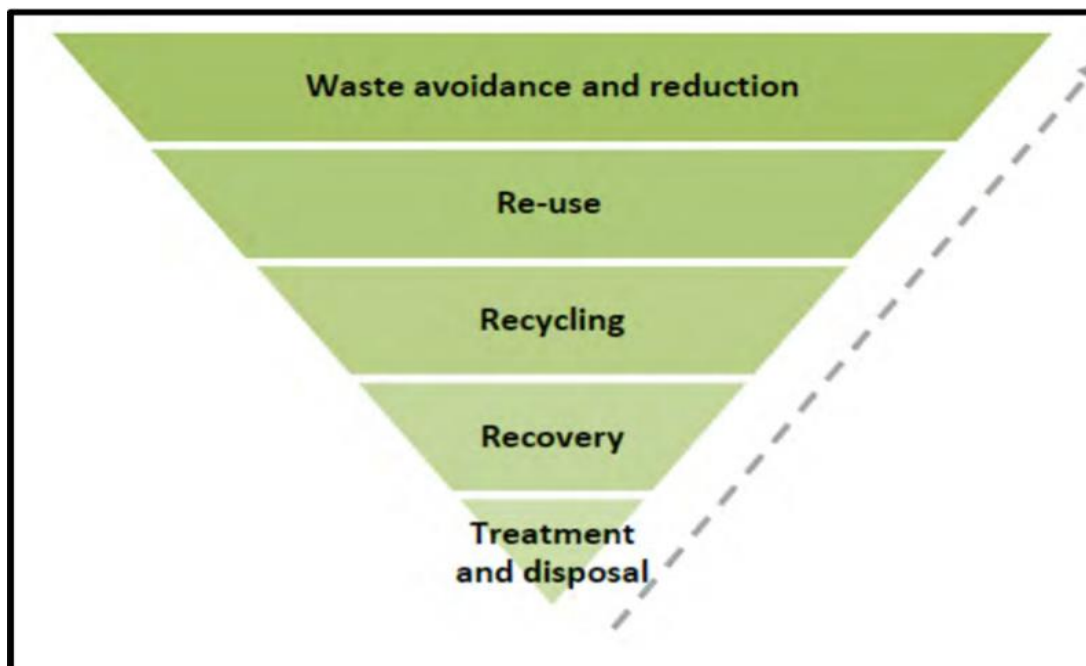 Waste avoidance and reduction
Re-use
Recycling
Recovery
Treatment
and disposal